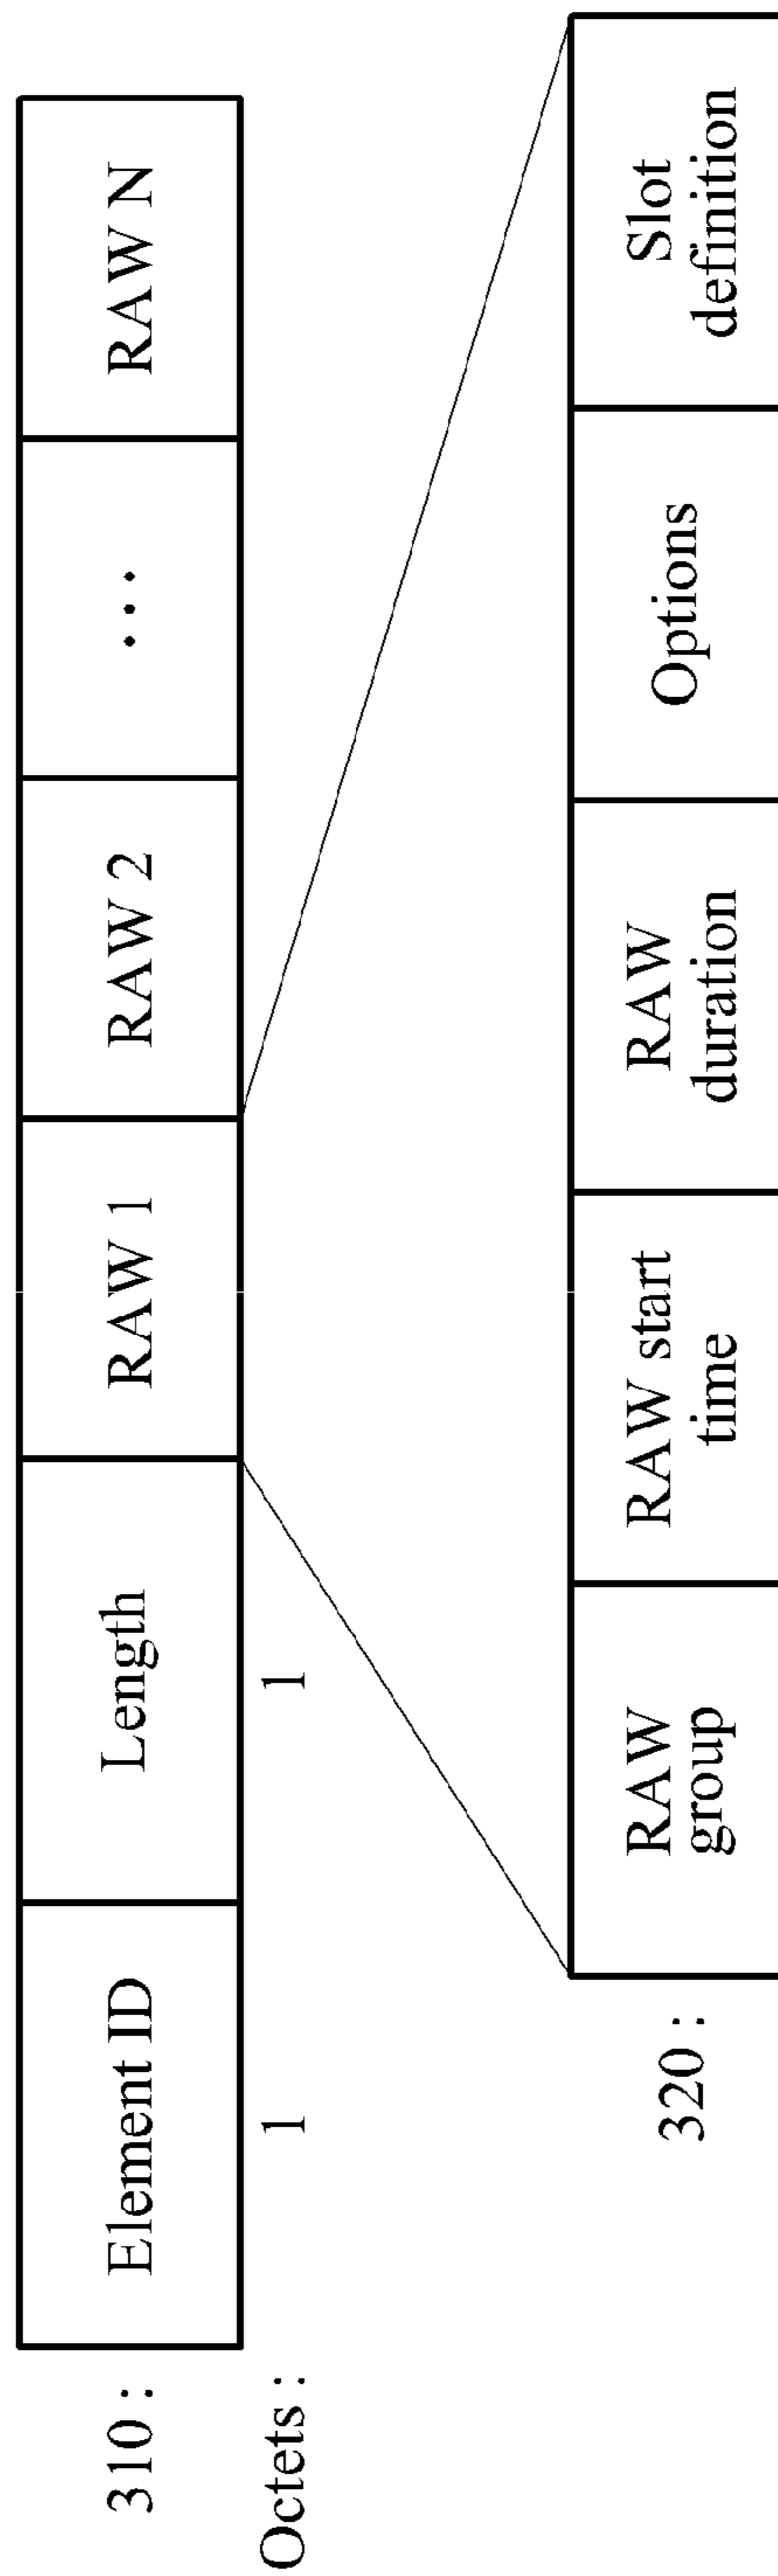 310 :
Element ID
Length
RAW 1
RAW 2
...
RAW N
Octets :
1
1
320 :
RAW
group
RAW start
time
RAW
duration
Options
Slot
definition